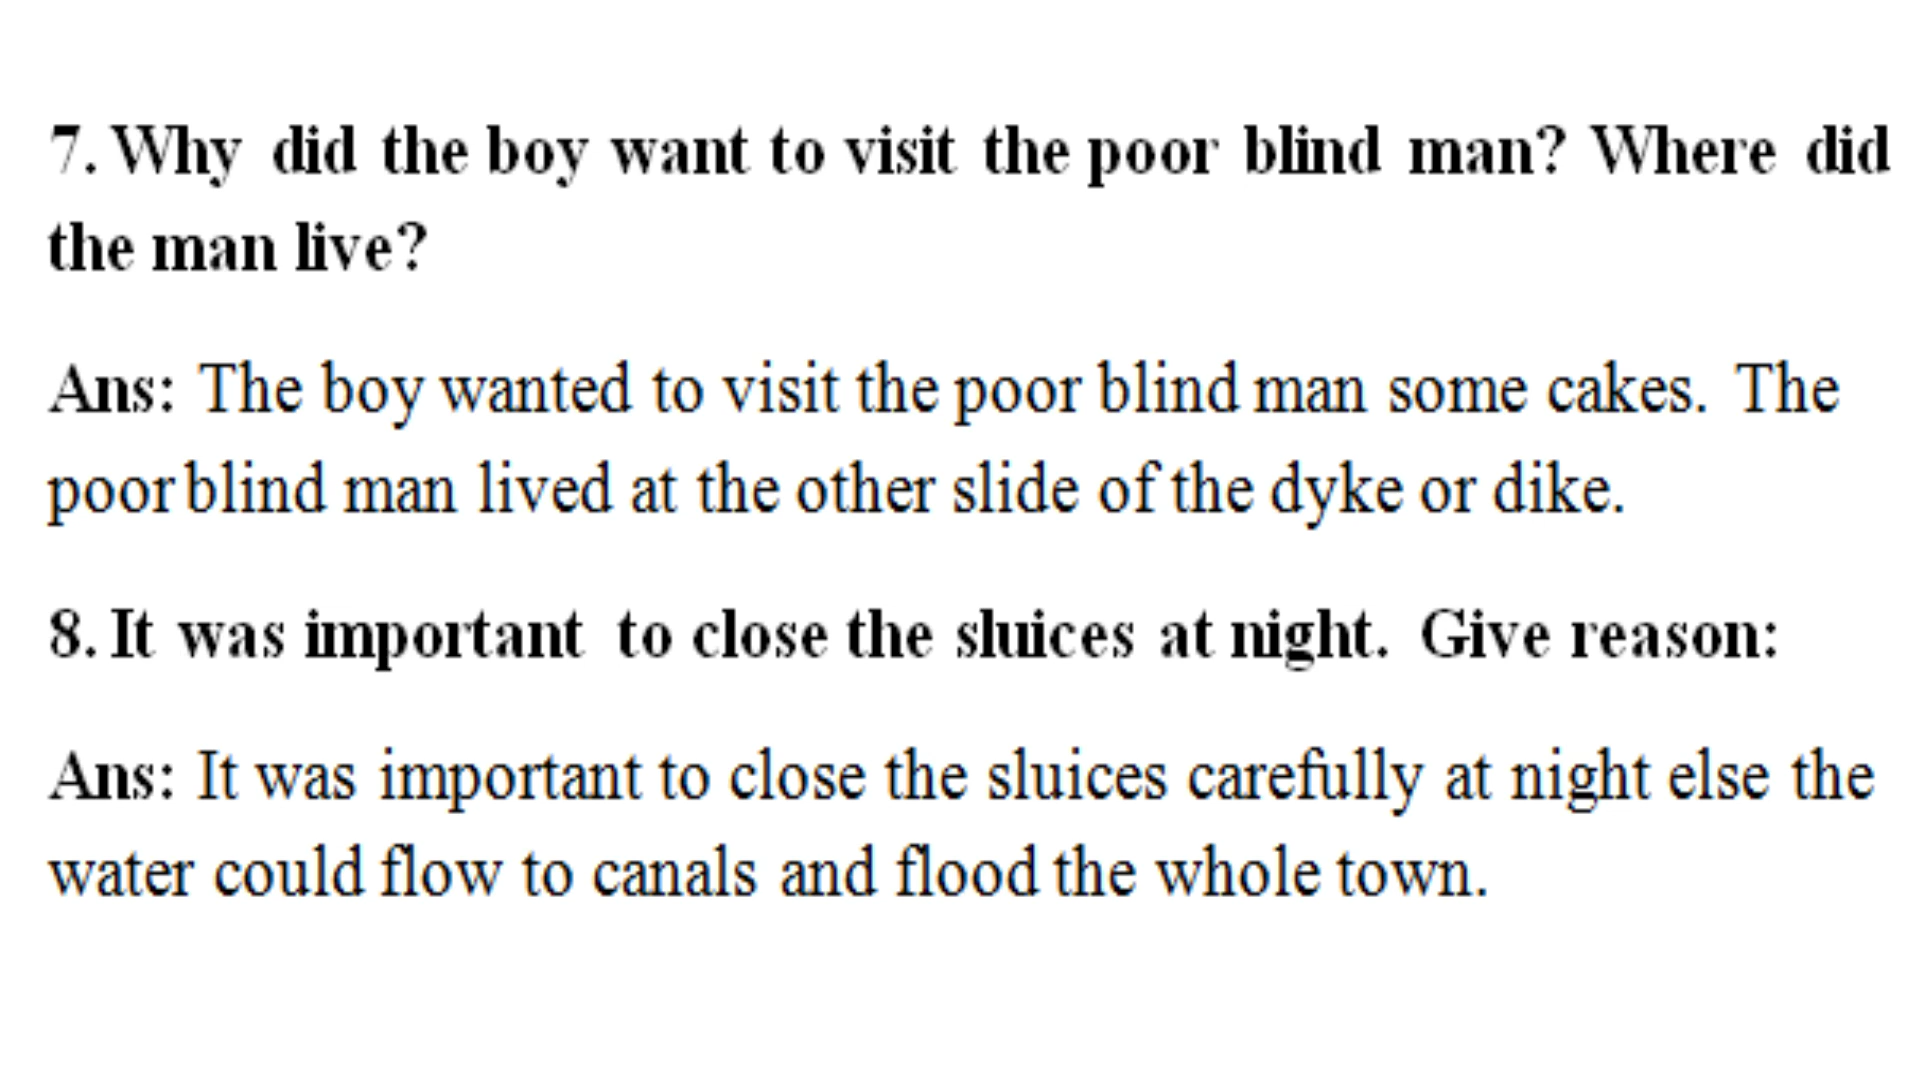 7. Why did the boy want to visit the poor blind man? Where did
the man live?
Ans: The boy wanted to visit the poor blind man some cakes. The
poor blind man lived at the other slide of the dyke or dike.
8. It was important to close the sluices at night. Give reason:
Ans: It was important to close the sluices carefully at night else the
water could flow to canals and flood the whole town.